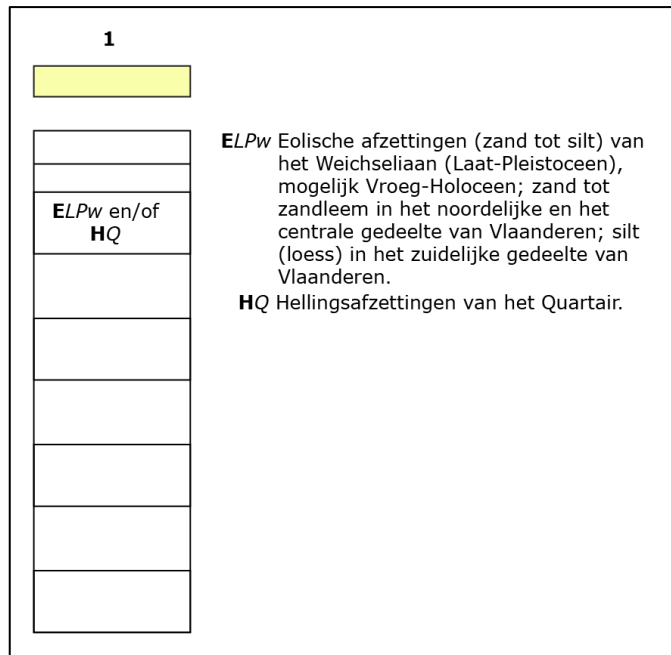 1
ELPw en/of
HQ
ELPw Eolische afzettingen (zand tot silt) van
het Weichseliaan (Laat-Pleistoceen),
mogelijk Vroeg-Holoceen; zand tot
zandleem in het noordelijke en het
centrale gedeelte van Vlaanderen; silt
(loess) in het zuidelijke gedeelte van
Vlaanderen.
HQ Hellingsafzettingen van het Quartair.